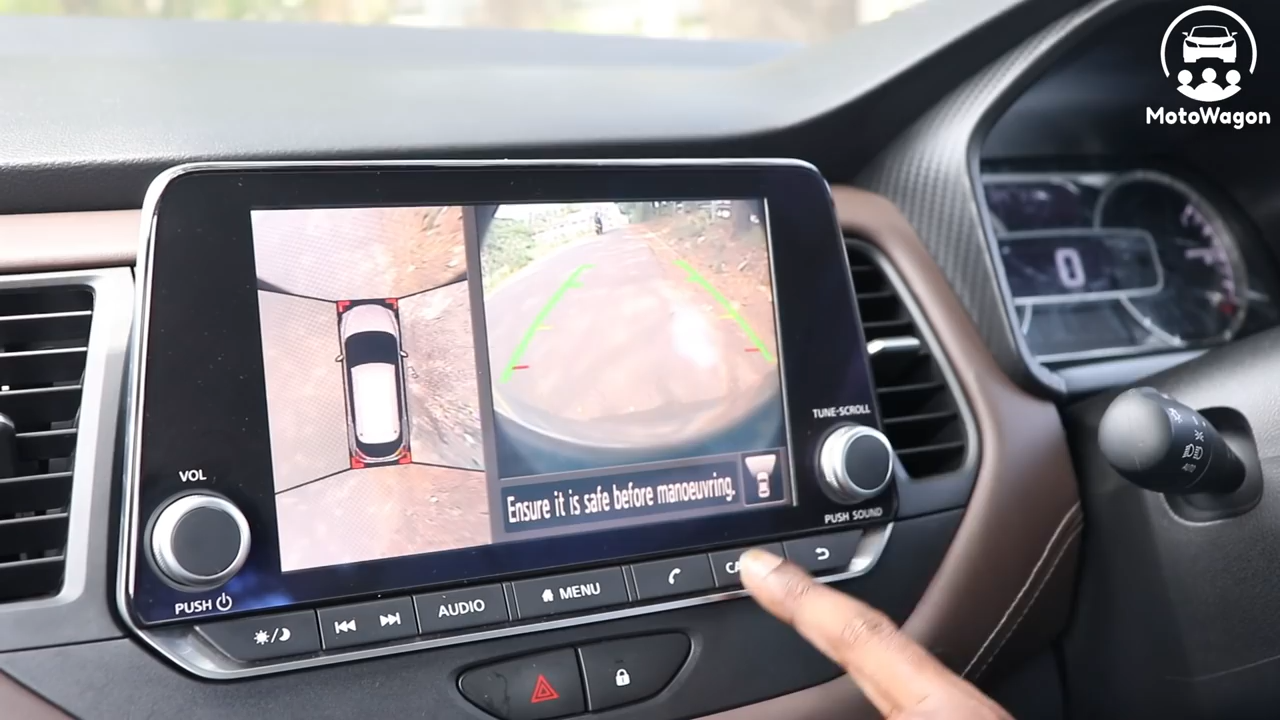 MotoWagon
0
TUNE-SCROLL
VOL
Ensure it is safe before manoeuvring.
PUSH SOUND
PUSH
AUDIO
MENU